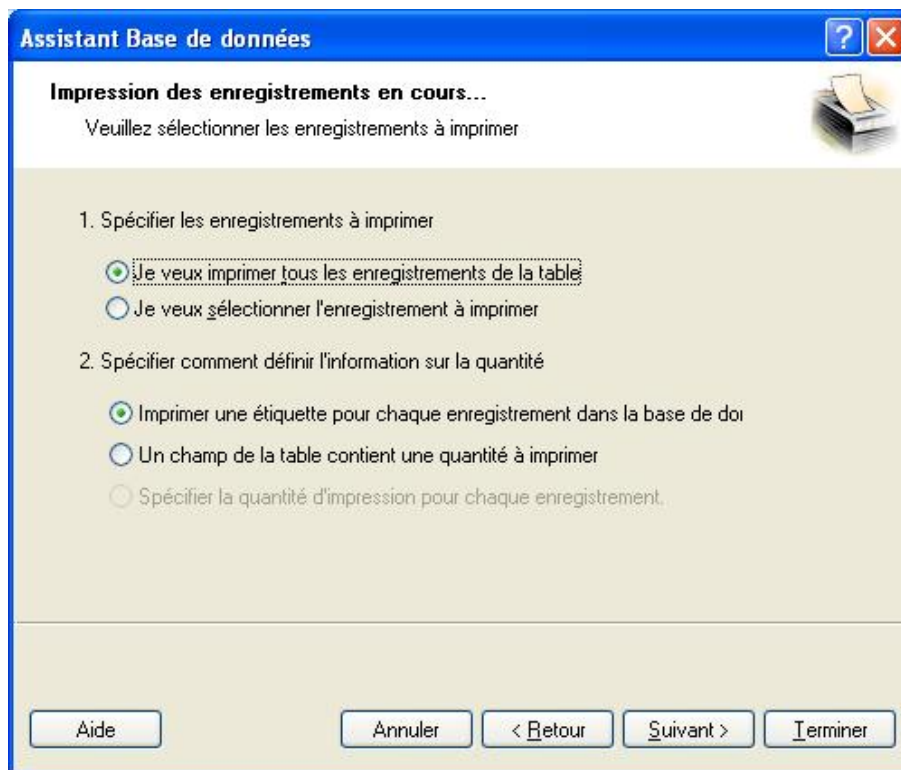 Assistant Base de données
Impression des enregistrements en cours...
Veuillez sélectionner les enregistrements à imprimer
1. Spécifier les enregistrements à imprimer
Je veux imprimer tous les enregistrements de la table
Je veux sélectionner l'enregistrement à imprimer
2. Spécifier comment définir l'information sur la quantité
Imprimer une étiquette pour chaque enregistrement dans la base de doi
Un champ de la table contient une quantité à imprimer
Spécifier la quantité d'impression pour chaque enregistrement.
Aide
Annuler
< Retour
Suivant >
Terminer